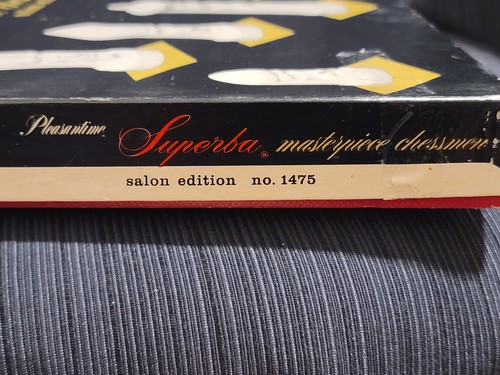 Pleasantime Superba® masterpiece chessmen
salon edition no. 1475